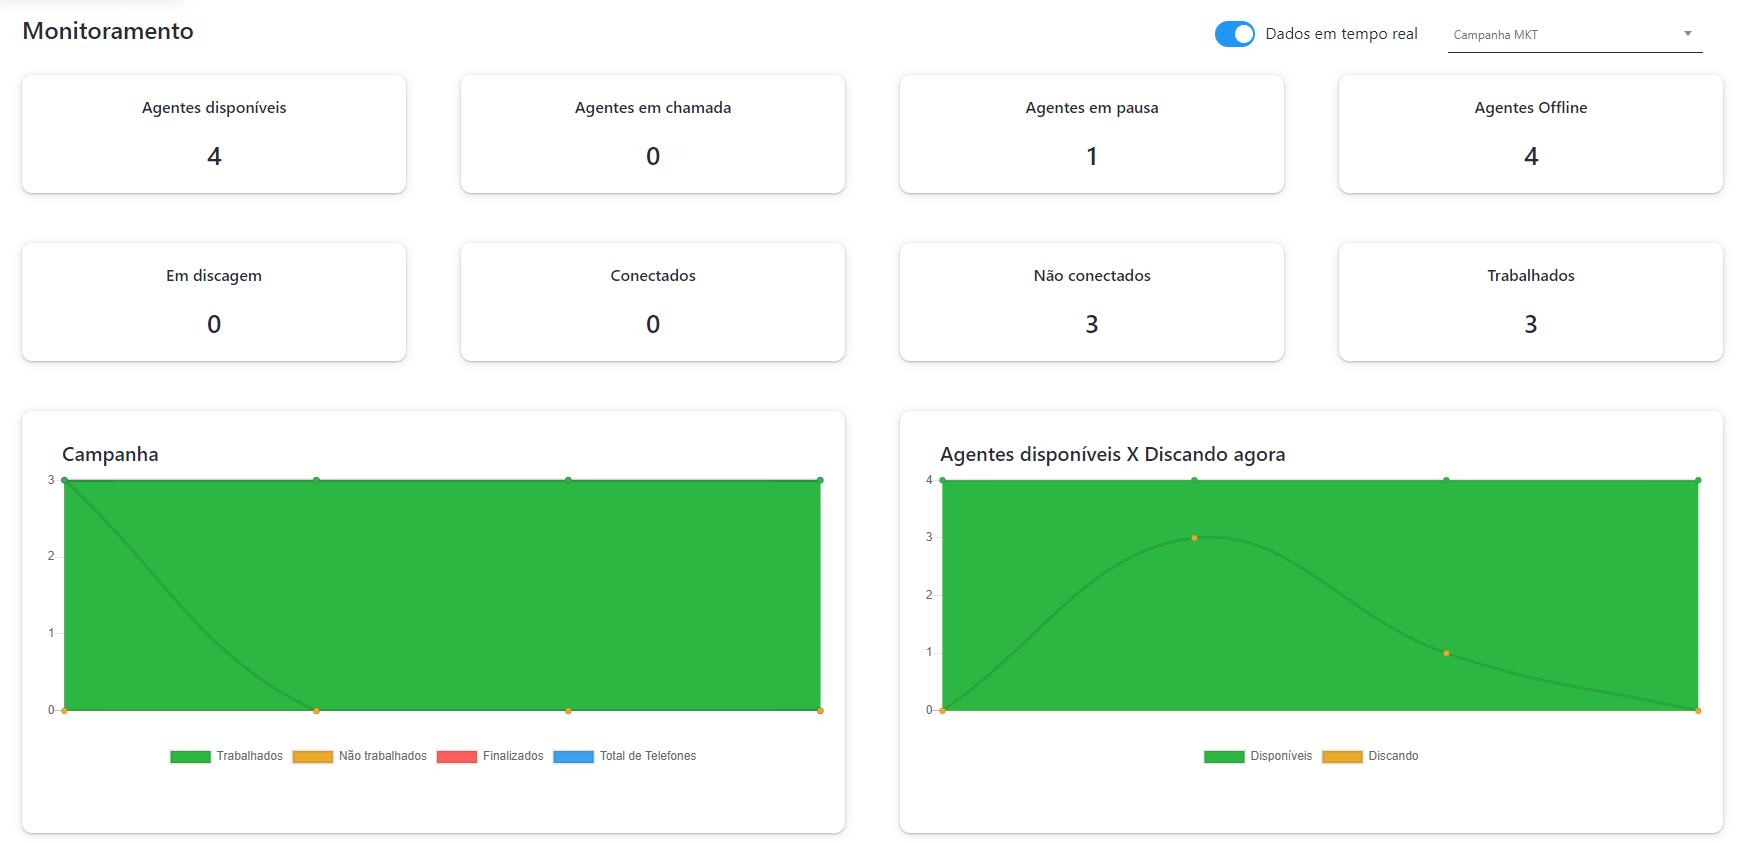 Monitoramento
Dados em tempo real
Campanha MKT
Agentes disponíveis
4
Agentes em chamada
0
Agentes em pausa
1
Agentes Offline
4
Em discagem
0
Conectados
0
Não conectados
3
Trabalhados
3
Campanha
3
2
1
0
Trabalhados
Não trabalhados
Finalizados
Total de Telefones
Agentes disponíveis X Discando agora
4
3
2
1
0
Disponíveis
Discando